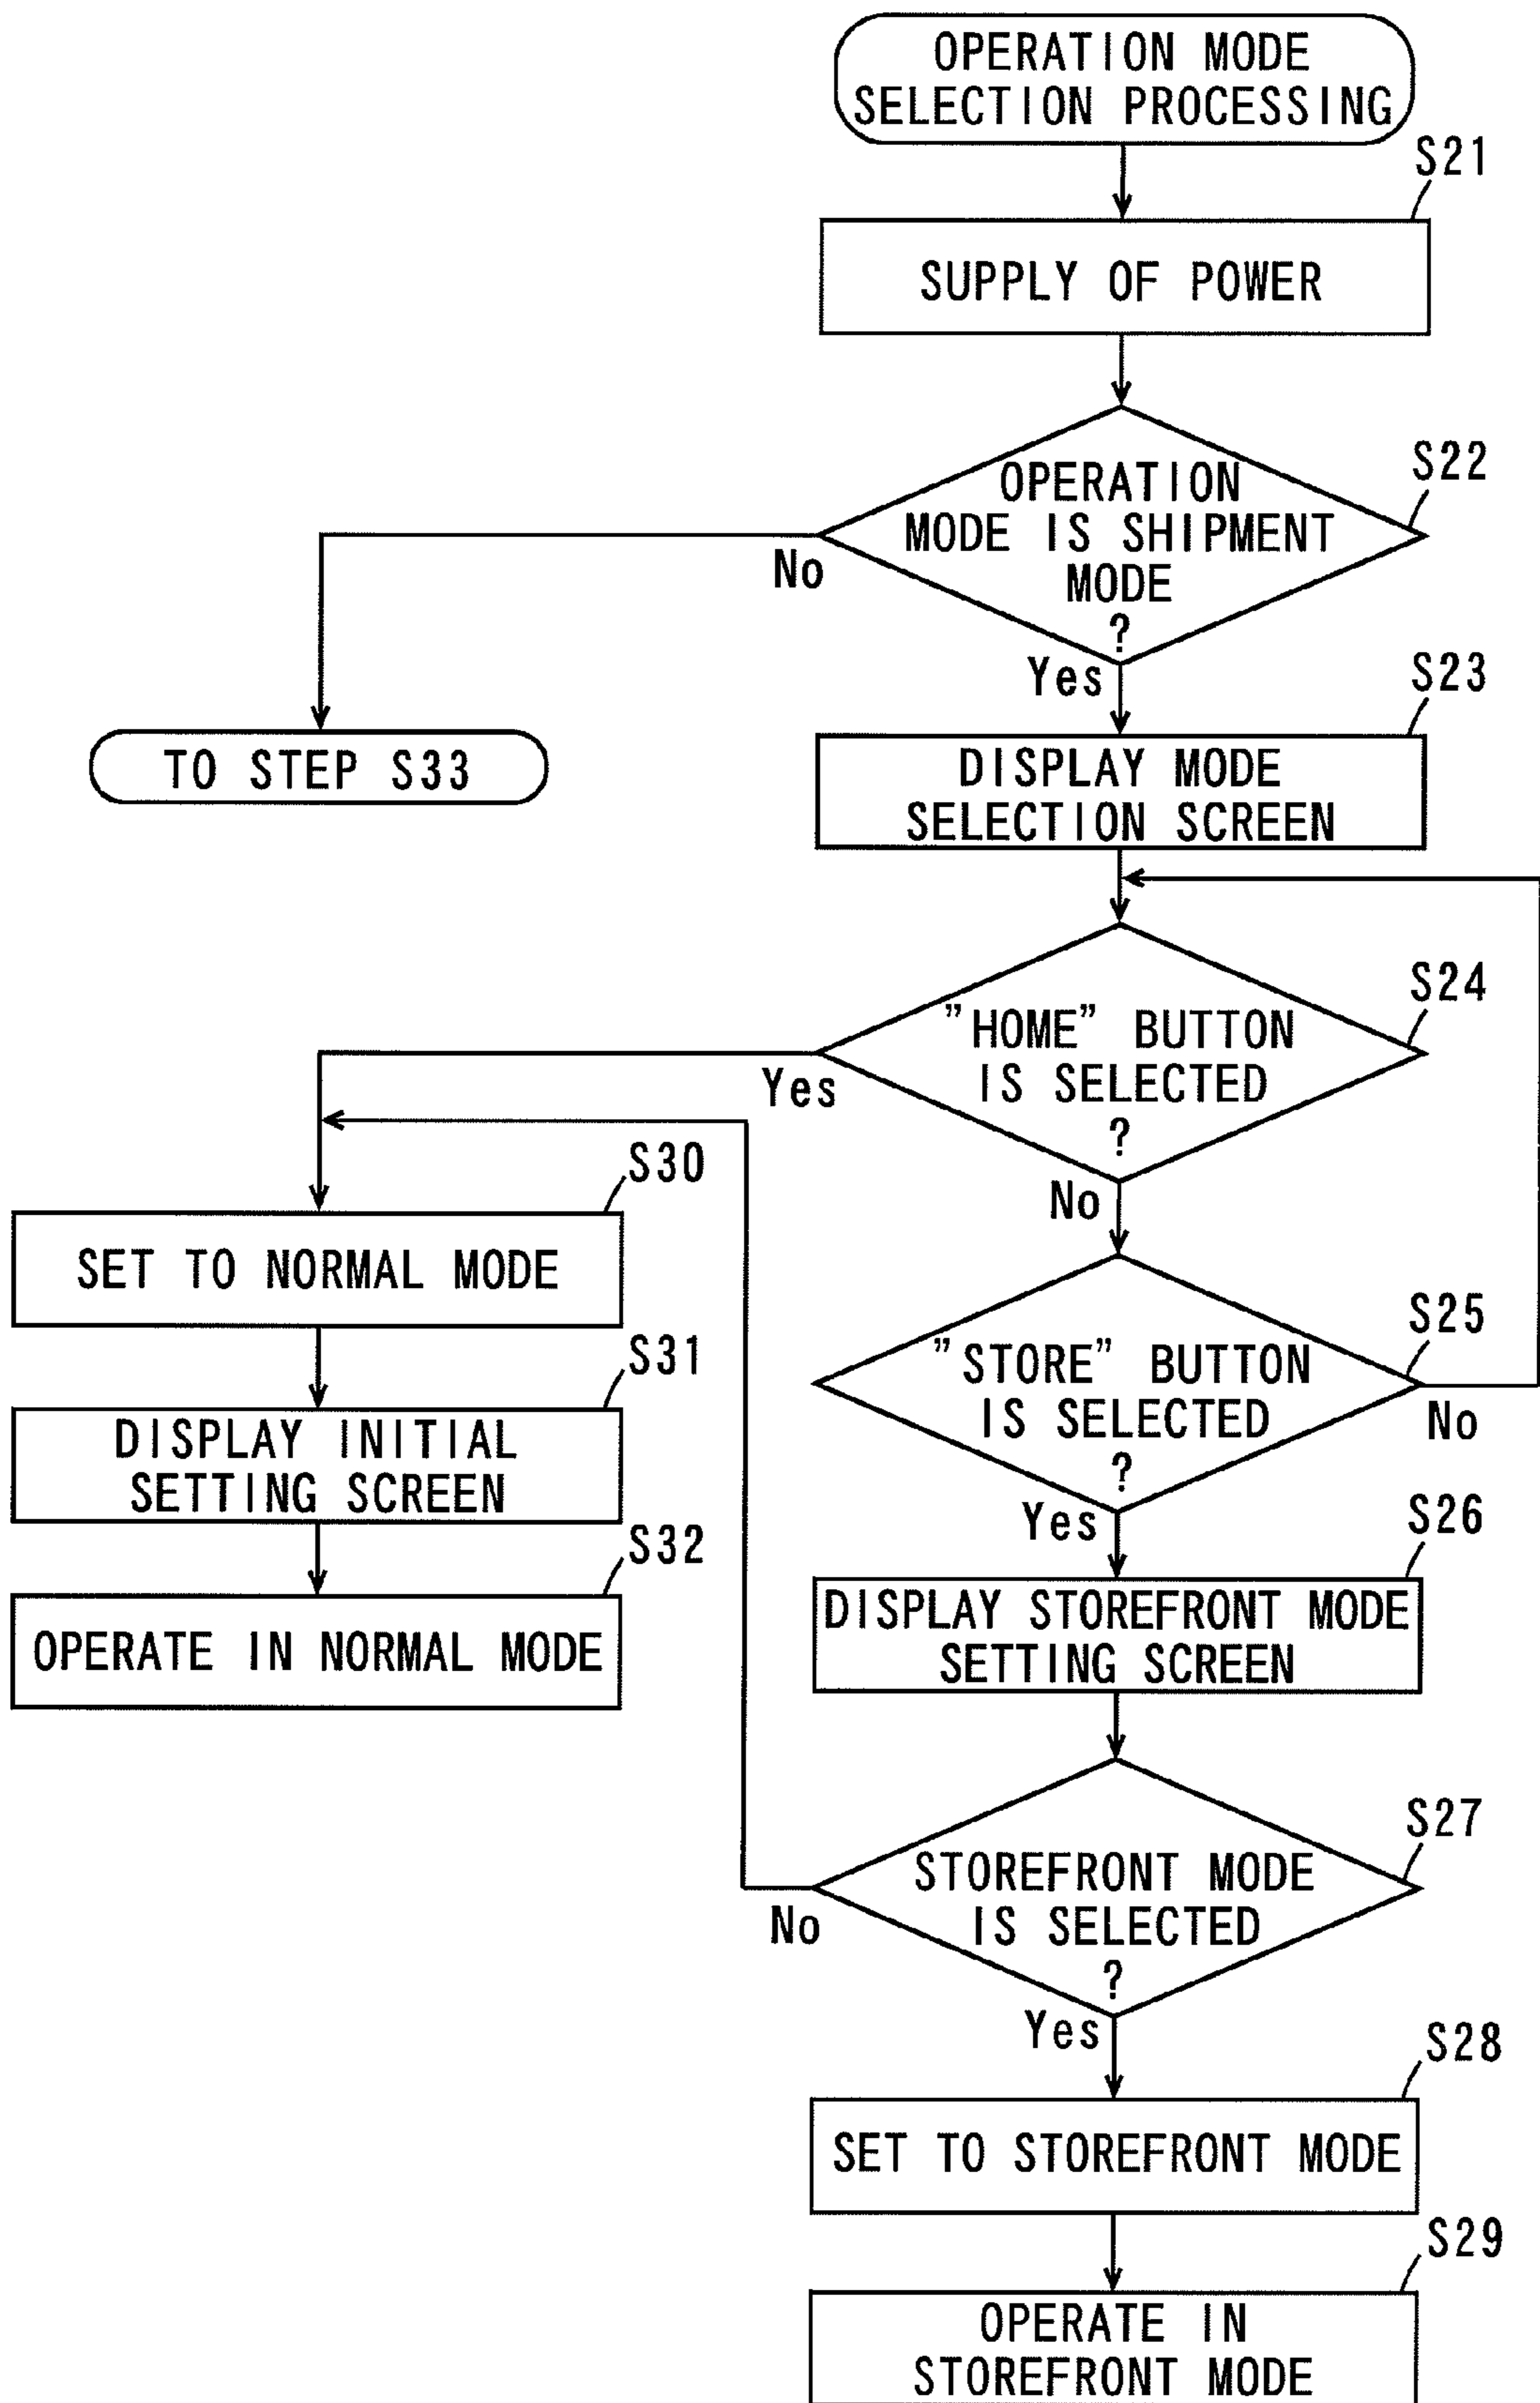 OPERATION MODE
SELECTION PROCESSING
S21
SUPPLY OF POWER
S22
OPERATION
MODE IS SHIPMENT
MODE
?
No
Yes
S23
TO STEP S33
DISPLAY MODE
SELECTION SCREEN
S24
"HOME" BUTTON
IS SELECTED
?
Yes
No
S30
SET TO NORMAL MODE
S25
"STORE" BUTTON
IS SELECTED
?
No
Yes
S31
DISPLAY INITIAL
SETTING SCREEN
S26
DISPLAY STOREFRONT MODE
SETTING SCREEN
S32
OPERATE IN NORMAL MODE
S27
STOREFRONT MODE
IS SELECTED
?
No
Yes
S28
SET TO STOREFRONT MODE
S29
OPERATE IN
STOREFRONT MODE